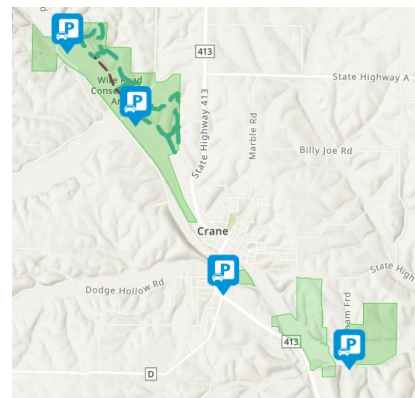 P
413
State Highway A
Wire Road
Conse
Ar
P
State Highway 413
Marble Rd
Billy Joe Rd
Crane
P
Dodge Hollow Rd
State Hig
am Frd
413
P
D